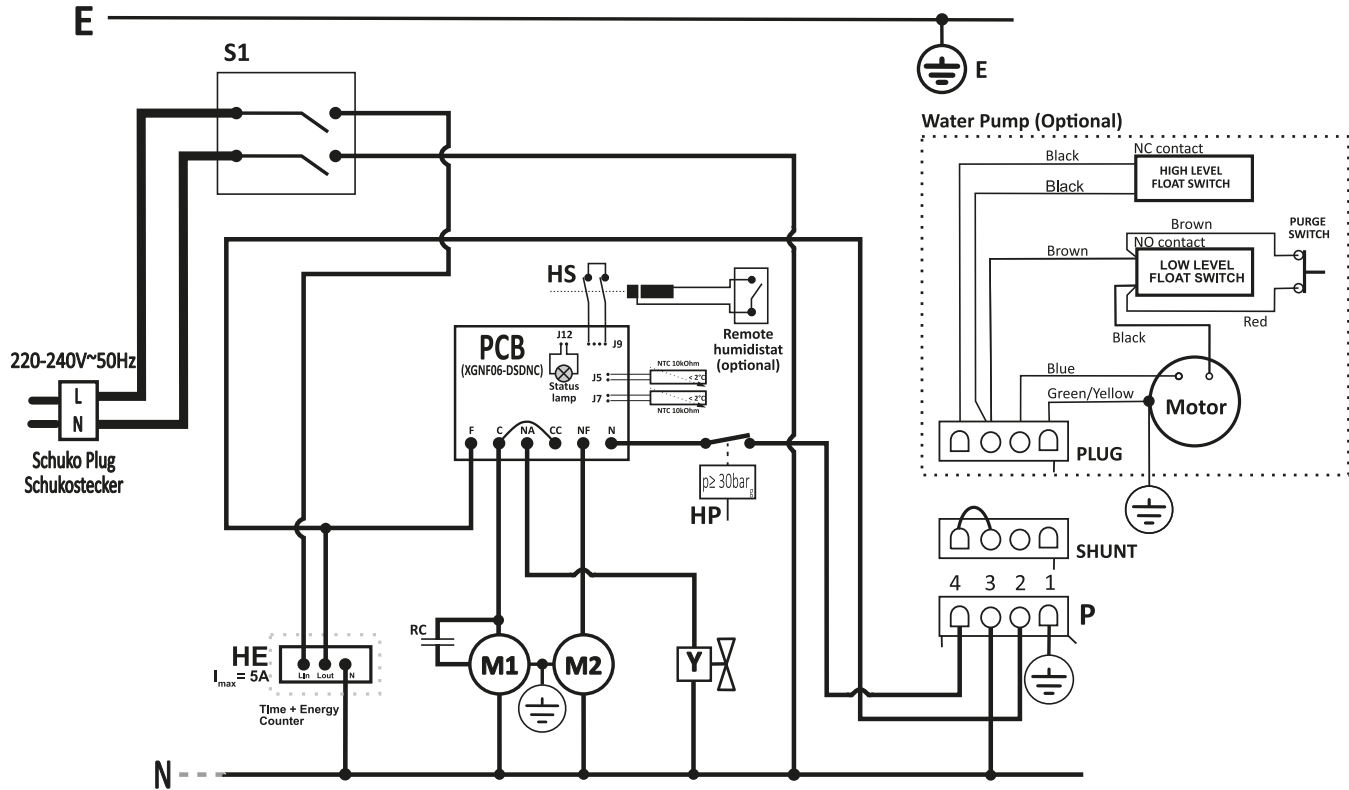 E
S1
E
Water Pump (Optional)
NC contact
Black
HIGH LEVEL
FLOAT SWITCH
Black
Brown
PURGE
SWITCH
NO contact
Brown
LOW LEVEL
FLOAT SWITCH
Red
Black
Blue
Green/Yellow
Motor
PLUG
HS
Remote
humidistat
(optional)
PCB
(XGNF06-DSDNC)
J12
J9
Status
lamp
J5
J7
NTC 10kOhm
< 2°C
< 2°C
NTC 10kOhm
F C NA CC NF N
220-240V~50Hz
L
N
Schuko Plug
Schukostecker
p≥ 30bar
HP
SHUNT
4 3 2 1
P
RC
M1
M2
Y
HE
Imax = 5A
Lin Lout N
Time + Energy
Counter
N